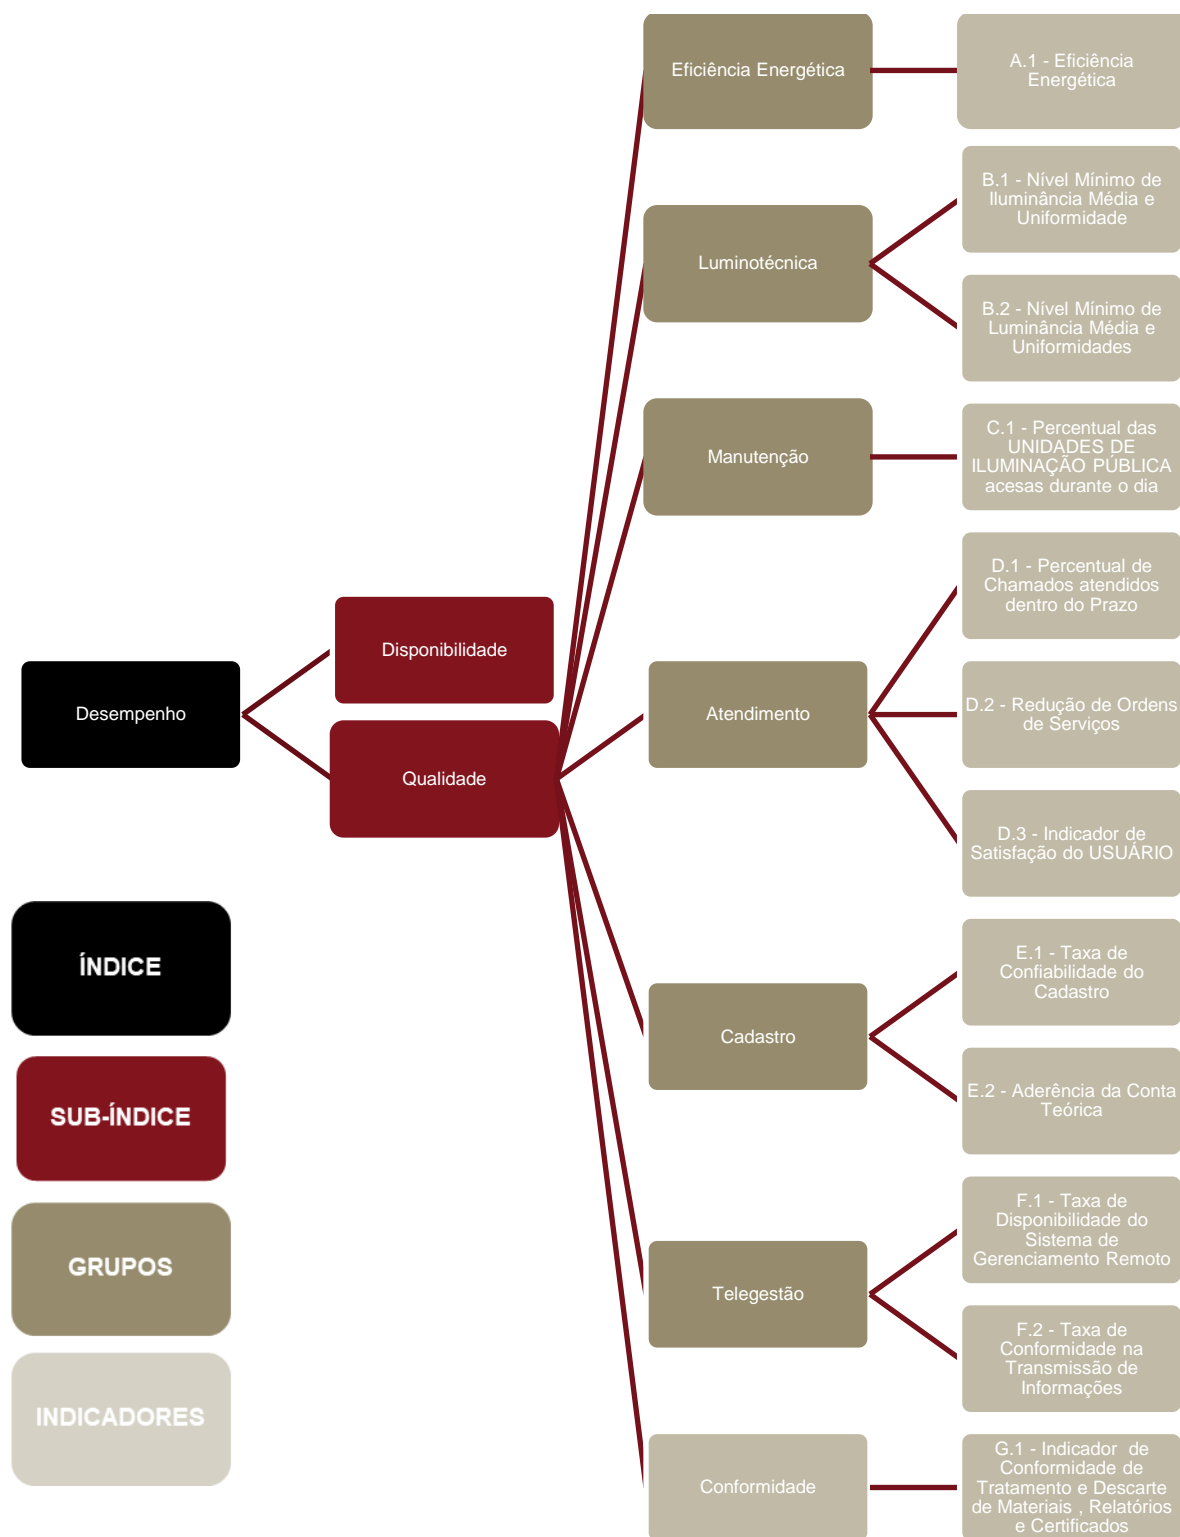 Eficiência Energética
A.1 - Eficiência
Energética
B.1 - Nível Mínimo de
Iluminância Média e
Uniformidade
Luminotécnica
B.2 - Nível Mínimo de
Luminância Média e
Uniformidades
Manutenção
C.1 - Percentual das
UNIDADES DE
ILUMINAÇÃO PÚBLICA
acesas durante o dia
D.1 - Percentual de
Chamados atendidos
dentro do Prazo
Disponibilidade
Desempenho
Atendimento
D.2 - Redução de Ordens
de Serviços
Qualidade
D.3 - Indicador de
Satisfação do USUÁRIO
ÍNDICE
E.1 - Taxa de
Confiabilidade do
Cadastro
Cadastro
SUB-ÍNDICE
E.2 - Aderência da Conta
Teórica
F.1 - Taxa de
Disponibilidade do
Sistema de
Gerenciamento Remoto
GRUPOS
Telegestão
F.2 - Taxa de
Conformidade na
Transmissão de
Informações
INDICADORES
Conformidade
G.1 - Indicador  de
Conformidade de
Tratamento e Descarte
de Materiais , Relatórios
e Certificados